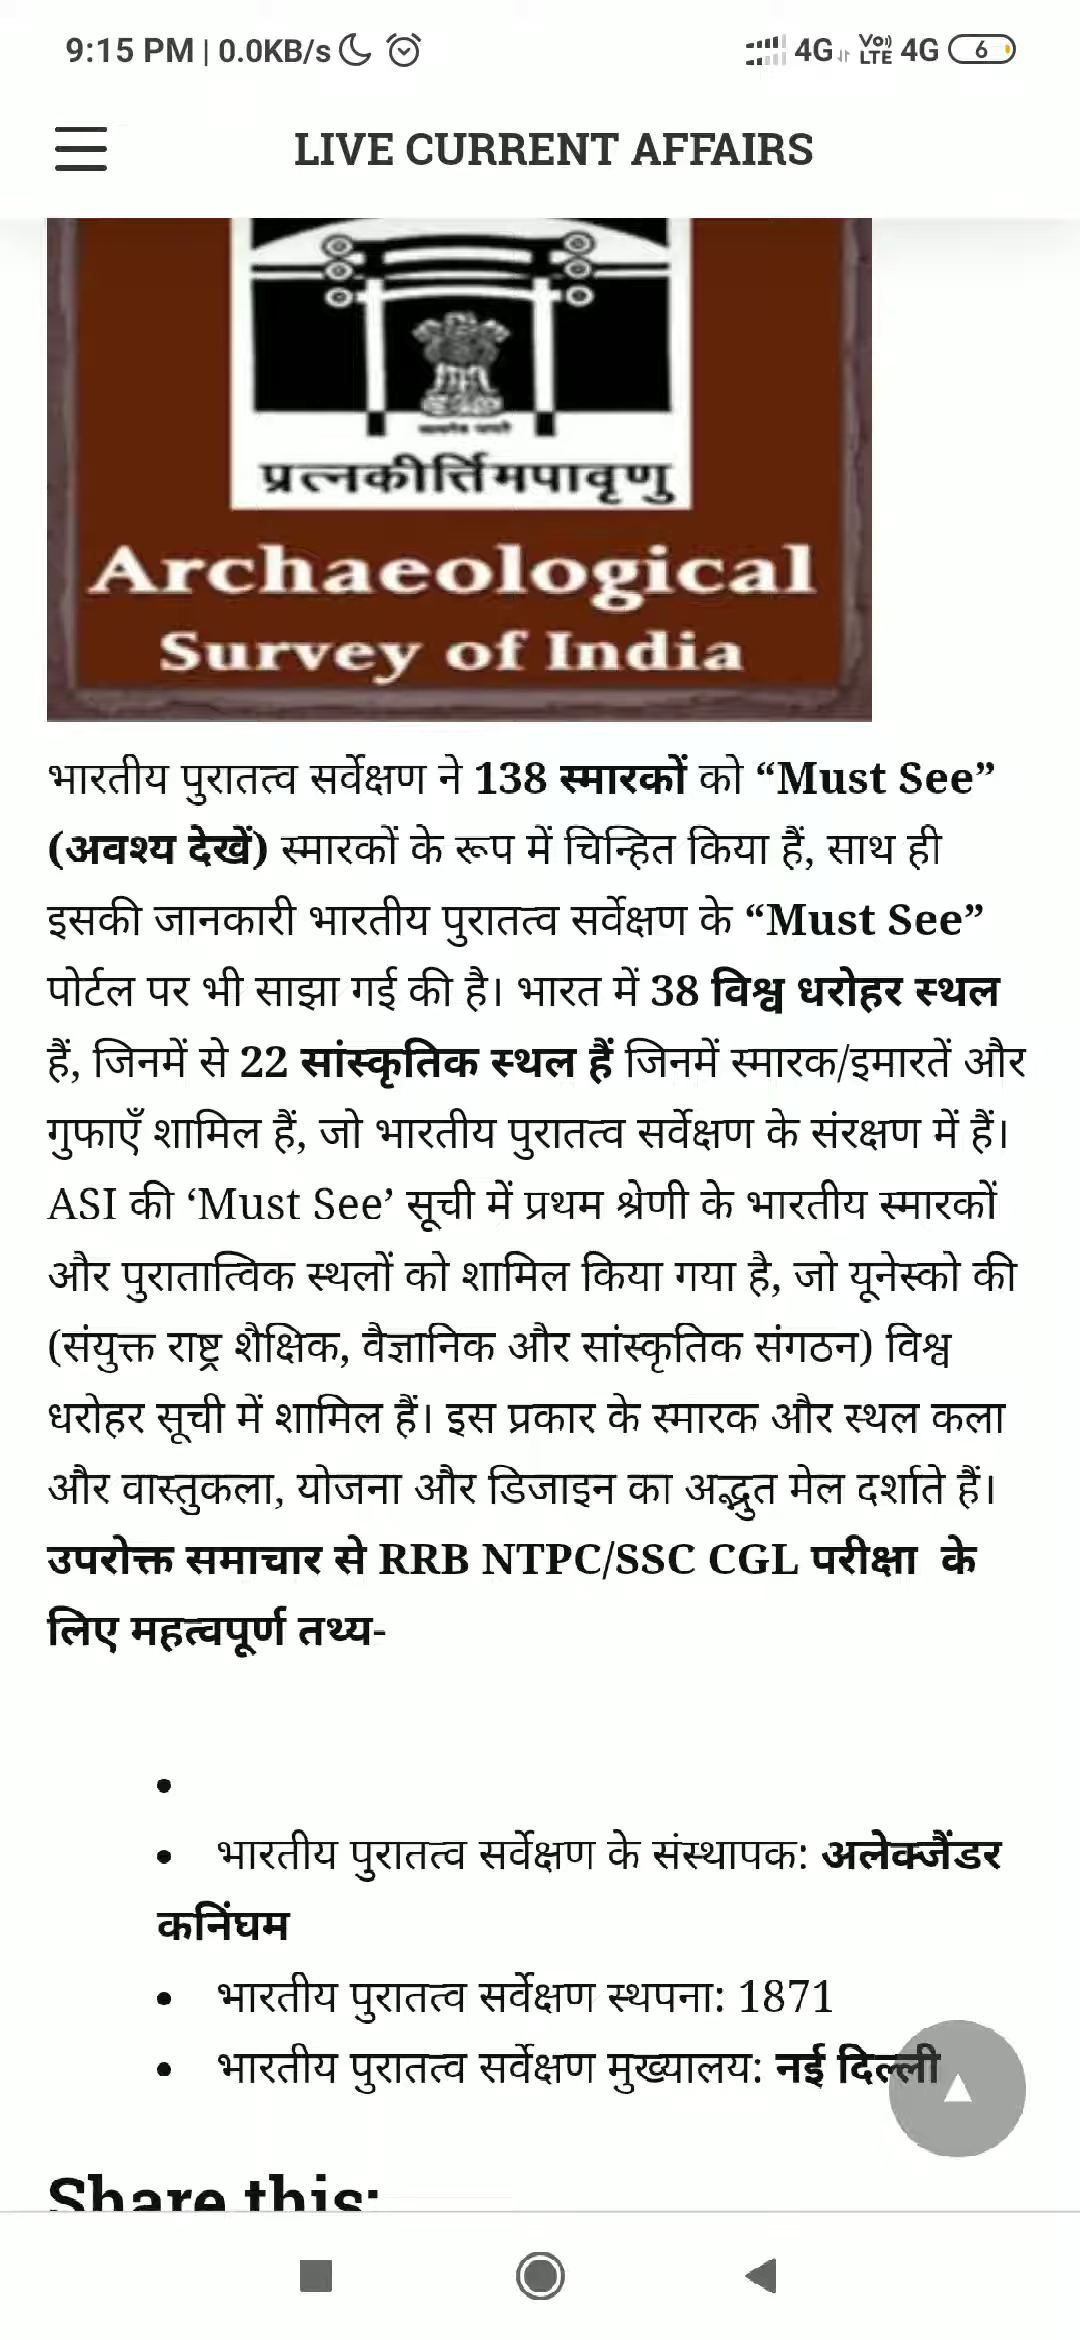 9:15 PM | 0.0KB/s 4G VoLTE 4G 6
LIVE CURRENT AFFAIRS
प्रत्नकीर्त्तिमपावृणु
Archaeological
Survey of India
भारतीय पुरातत्व सर्वेक्षण ने 138 स्मारकों को “Must See”
(अवश्य देखें) स्मारकों के रूप में चिन्हित किया हैं, साथ ही
इसकी जानकारी भारतीय पुरातत्व सर्वेक्षण के “Must See”
पोर्टल पर भी साझा गई की है। भारत में 38 विश्व धरोहर स्थल
हैं, जिनमें से 22 सांस्कृतिक स्थल हैं जिनमें स्मारक/इमारतें और
गुफाएँ शामिल हैं, जो भारतीय पुरातत्व सर्वेक्षण के संरक्षण में हैं।
ASI की ‘Must See’ सूची में प्रथम श्रेणी के भारतीय स्मारकों
और पुरातात्विक स्थलों को शामिल किया गया है, जो यूनेस्को की
(संयुक्त राष्ट्र शैक्षिक, वैज्ञानिक और सांस्कृतिक संगठन) विश्व
धरोहर सूची में शामिल हैं। इस प्रकार के स्मारक और स्थल कला
और वास्तुकला, योजना और डिजाइन का अद्भुत मेल दर्शाते हैं।
उपरोक्त समाचार से RRB NTPC/SSC CGL परीक्षा के
लिए महत्वपूर्ण तथ्य-
•
• भारतीय पुरातत्व सर्वेक्षण के संस्थापक: अलेक्जैंडर
कनिंघम
• भारतीय पुरातत्व सर्वेक्षण स्थपना: 1871
• भारतीय पुरातत्व सर्वेक्षण मुख्यालय: नई दिल्ली
Share this: